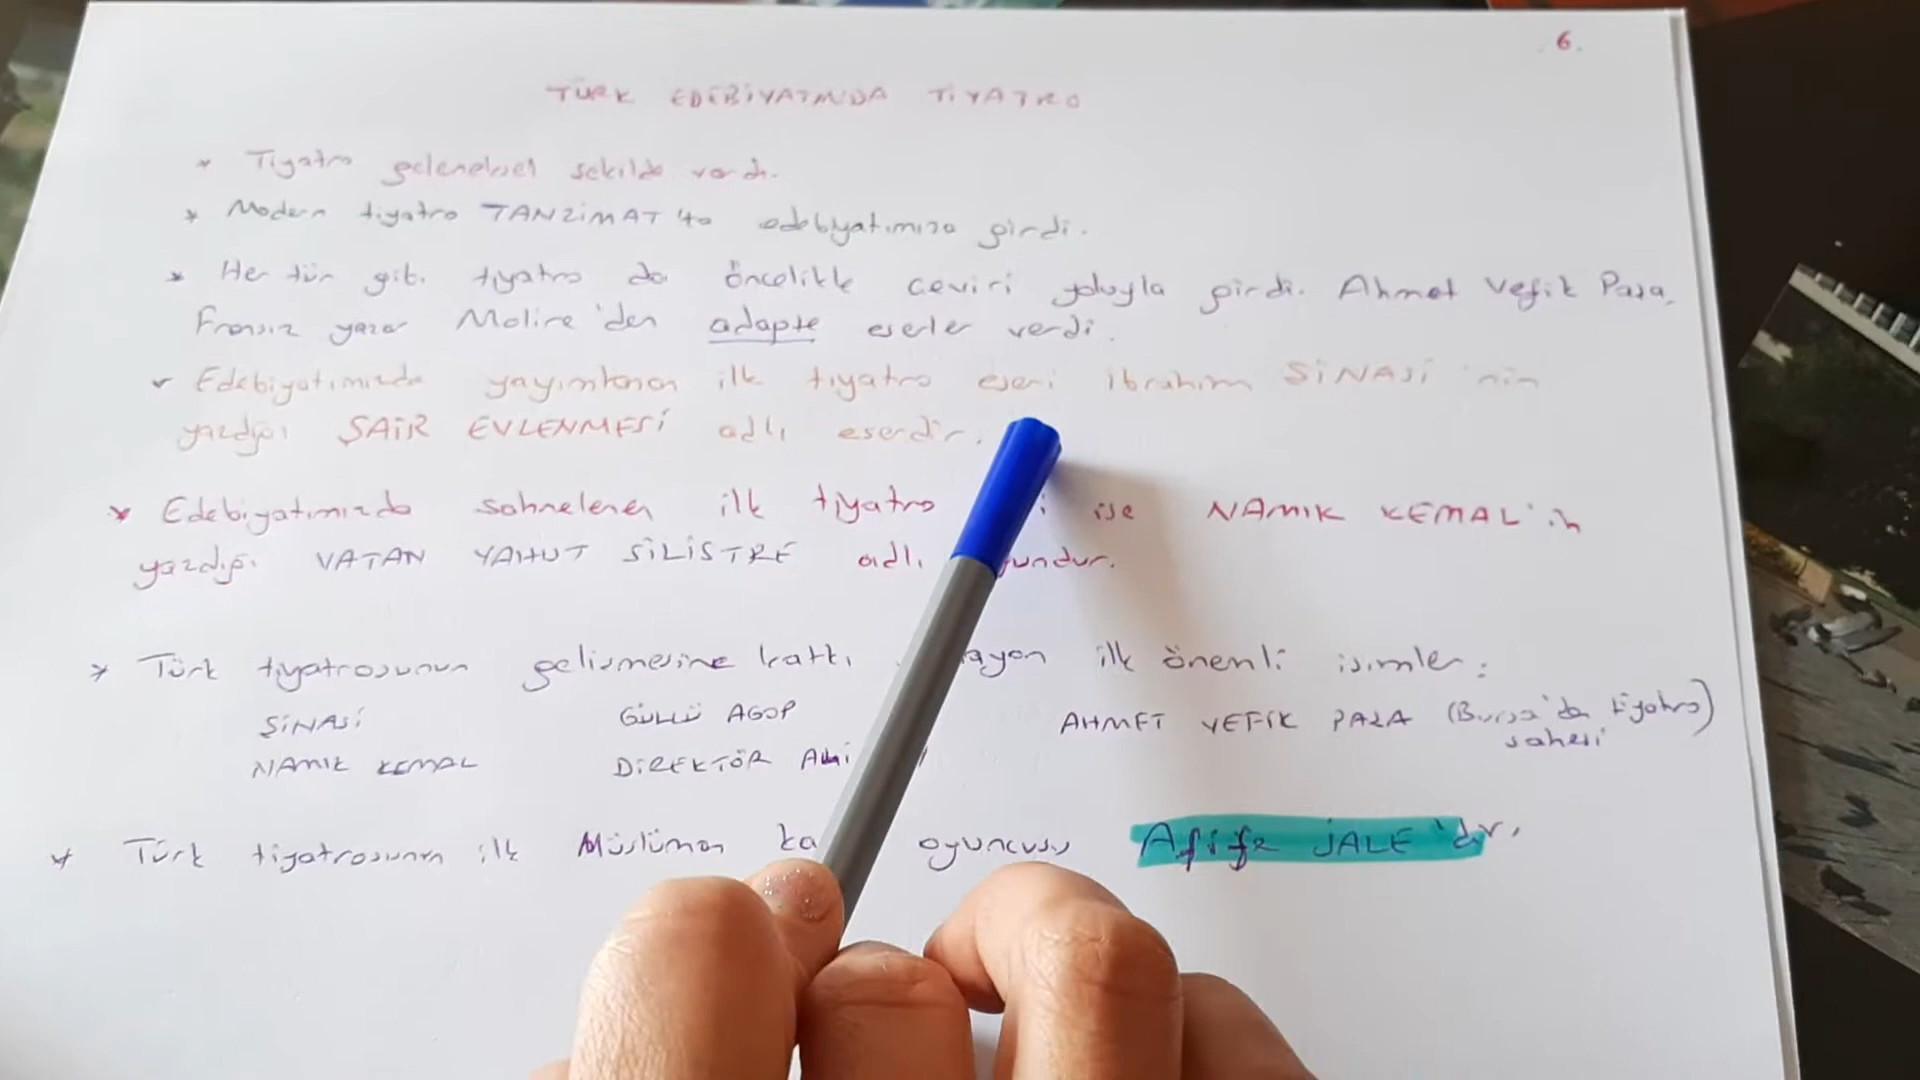 6.
TÜRK EDEBİYATINDA TİYATRO
* Tiyatro geleneksel şekilde vardı.
* Modern tiyatro TANZİMAT'ta edebiyatımıza girdi.
* Her tür gibi tiyatro da öncelikle çeviri yoluyla girdi. Ahmet Vefik Paşa,
Fransız yazar Molire'den adapte eserler verdi.
* Edebiyatımızda yayımlanan ilk tiyatro eseri İbrahim ŞİNASİ'nin
yazdığı ŞAİR EVLENMESİ adlı eserdir.
* Edebiyatımızda sahnelenen ilk tiyatro ise NAMIK KEMAL'in
yazdığı VATAN YAHUT SİLİSTRE adlı
* Türk tiyatrosunun gelişmesine katkı ilk önemli isimler:
ŞİNASİ GÜLLÜ AGOP AHMET VEFİK PAŞA (Bursa'da tiyatro)
sahesi
NAMIK KEMAL DİREKTÖR
* Türk tiyatrosunun ilk Müslüman oyuncusu Afife JALE'dir.